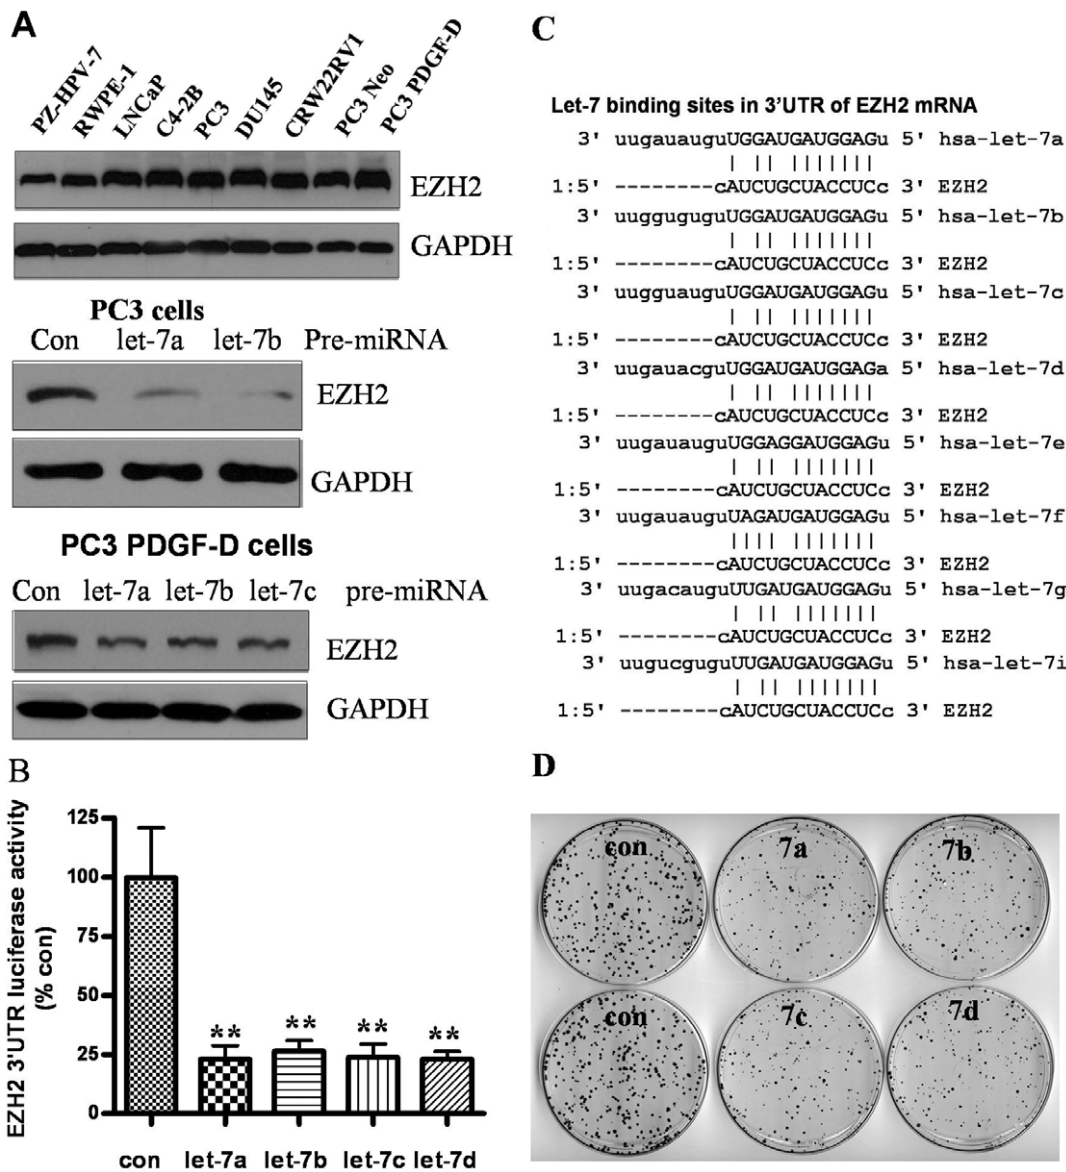 A
PZ-HPV-7
RWPE-1
LNCaP
C4-2B
PC3
DU145
CRW22RV1
PC3 Neo
PC3 PDGF-D
EZH2
GAPDH
PC3 cells
Con let-7a let-7b Pre-miRNA
EZH2
GAPDH
PC3 PDGF-D cells
Con let-7a let-7b let-7c pre-miRNA
EZH2
GAPDH
B
EZH2 3'UTR luciferase activity
(% con)
125
100
75
50
25
0
** ** ** **
con let-7a let-7b let-7c let-7d
C
Let-7 binding sites in 3'UTR of EZH2 mRNA
3' uugauauguUGGAUGAUGGAGu 5' hsa-let-7a
| || |||||||
1:5' --------cAUCUGCUACCUCc 3' EZH2
3' uugguguguUGGAUGAUGGAGu 5' hsa-let-7b
| || |||||||
1:5' --------cAUCUGCUACCUCc 3' EZH2
3' uugguauguUGGAUGAUGGAGu 5' hsa-let-7c
| || |||||||
1:5' --------cAUCUGCUACCUCc 3' EZH2
3' uugauacguUGGAUGAUGGAGa 5' hsa-let-7d
| || |||||||
1:5' --------cAUCUGCUACCUCc 3' EZH2
3' uugauauguUGGAGGAUGGAGu 5' hsa-let-7e
| || |||||||
1:5' --------cAUCUGCUACCUCc 3' EZH2
3' uugauauguUAGAUGAUGGAGu 5' hsa-let-7f
|||| |||||||
1:5' --------cAUCUGCUACCUCc 3' EZH2
3' uugacauguUUGAUGAUGGAGu 5' hsa-let-7g
| || |||||||
1:5' --------cAUCUGCUACCUCc 3' EZH2
3' uugucguguUUGAUGAUGGAGu 5' hsa-let-7i
| || |||||||
1:5' --------cAUCUGCUACCUCc 3' EZH2
D
con 7a 7b
con 7c 7d